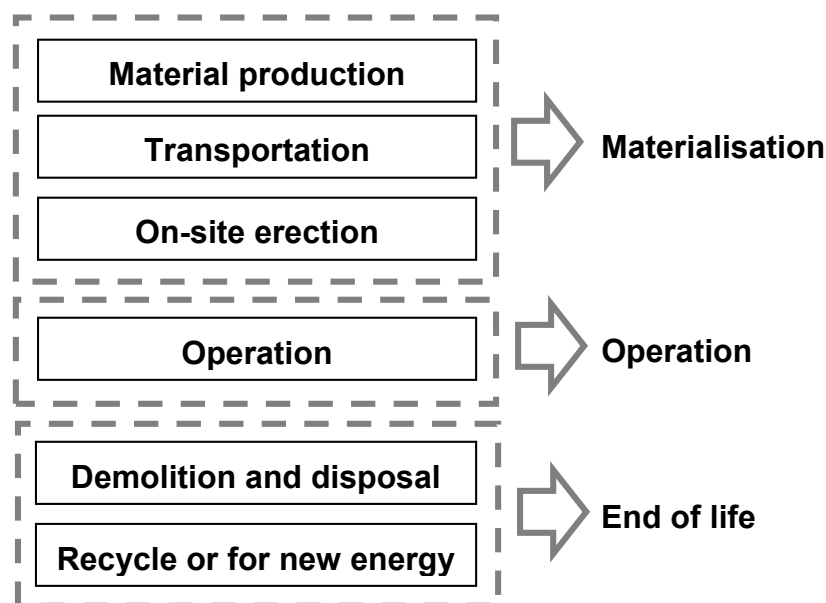 Material production
Transportation
Materialisation
On-site erection
Operation
Operation
Demolition and disposal
End of life
Recycle or for new energy